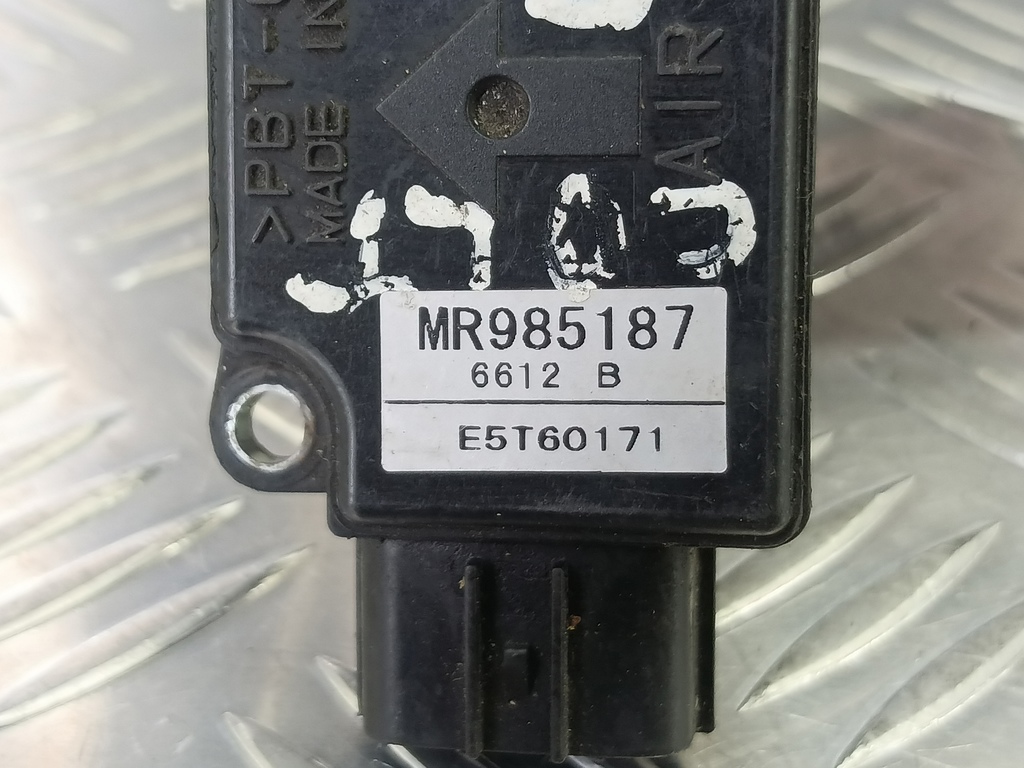 >PBT-
MADE IN
AIR
MR985187
6612 B
E5T60171